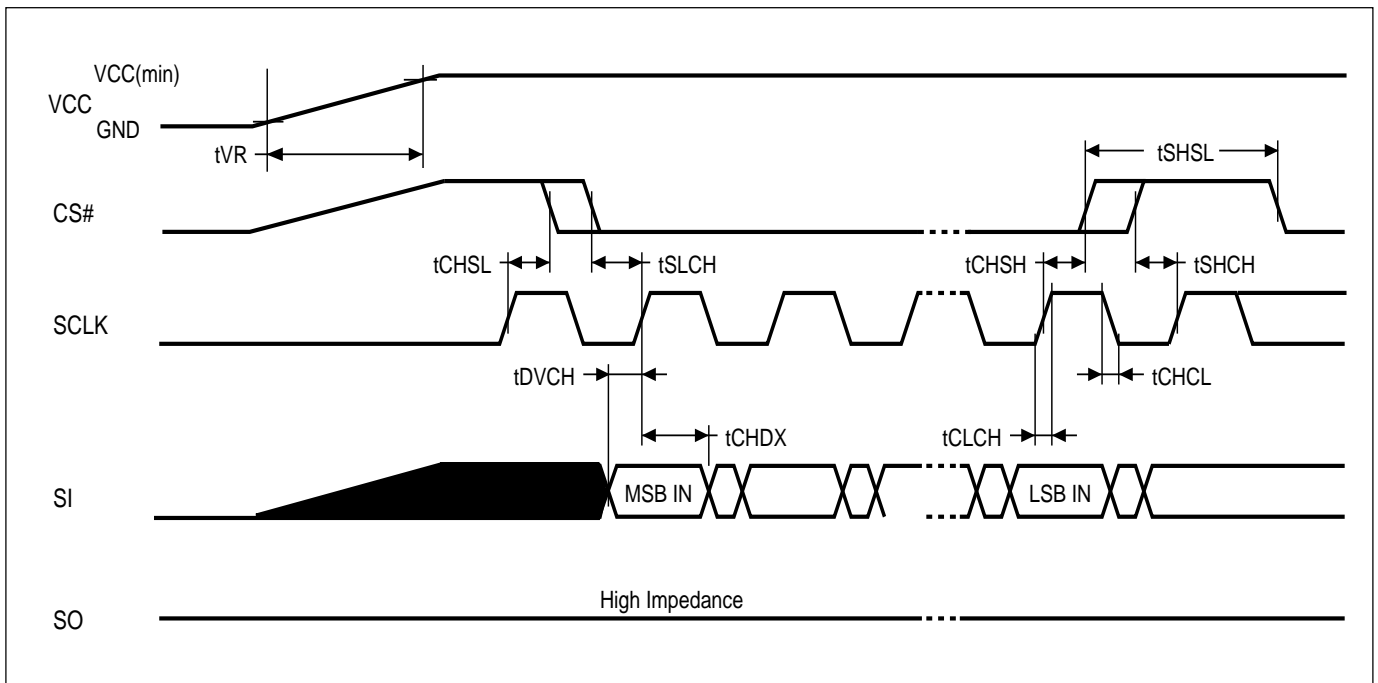 VCC(min)
VCC
GND
tVR
tSHSL
CS#
tCHSL
tSLCH
tCHSH
tSHCH
SCLK
tDVCH
tCHCL
tCHDX
tCLCH
SI
MSB IN
LSB IN
High Impedance
SO